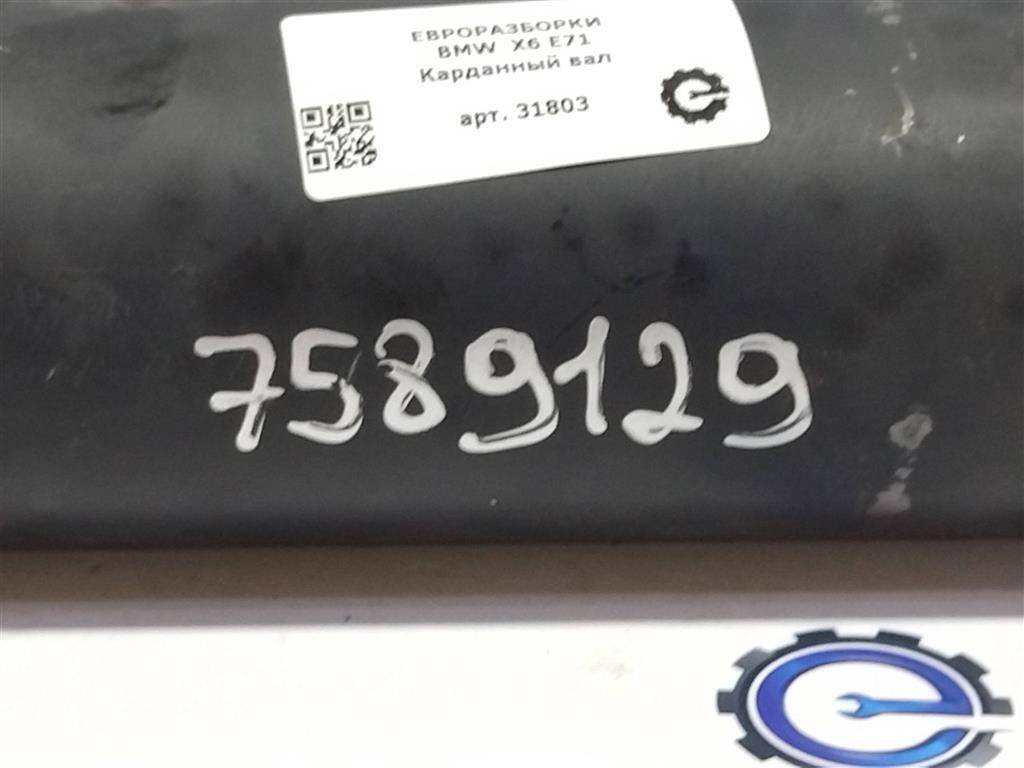 ЕВРОРАЗБОРКИ
BMW X6 E71
Карданный вал
арт. 31803
7589129